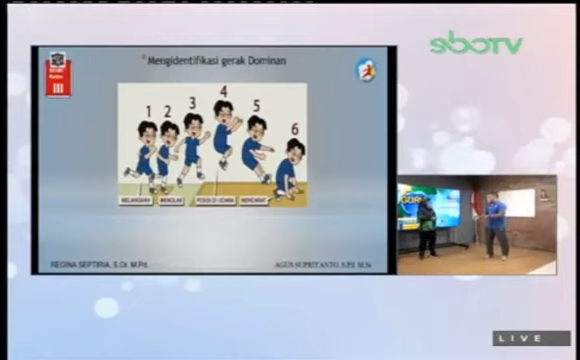 sboTV
* Mengidentifikasi gerak Dominan
III
1 2 3 4 5 6
MELANGKAH MENOLAK POSISI DI UDARA MENDARAT
REGINA SEPTIRIA, S.Or. M.Pd.
AGUS SUPRIYANTO, S.Pd. M.Si
LIVE